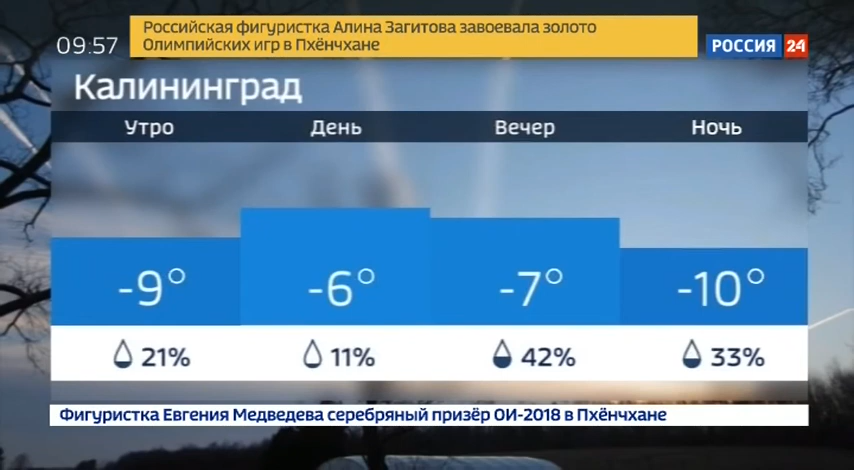 09:57
Российская фигуристка Алина Загитова завоевала золото
Олимпийских игр в Пхёнчхане
РОССИЯ 24
Калининград
Утро День Вечер Ночь
-9° -6° -7° -10°
21% 11% 42% 33%
Фигуристка Евгения Медведева серебряный призёр ОИ-2018 в Пхёнчхане